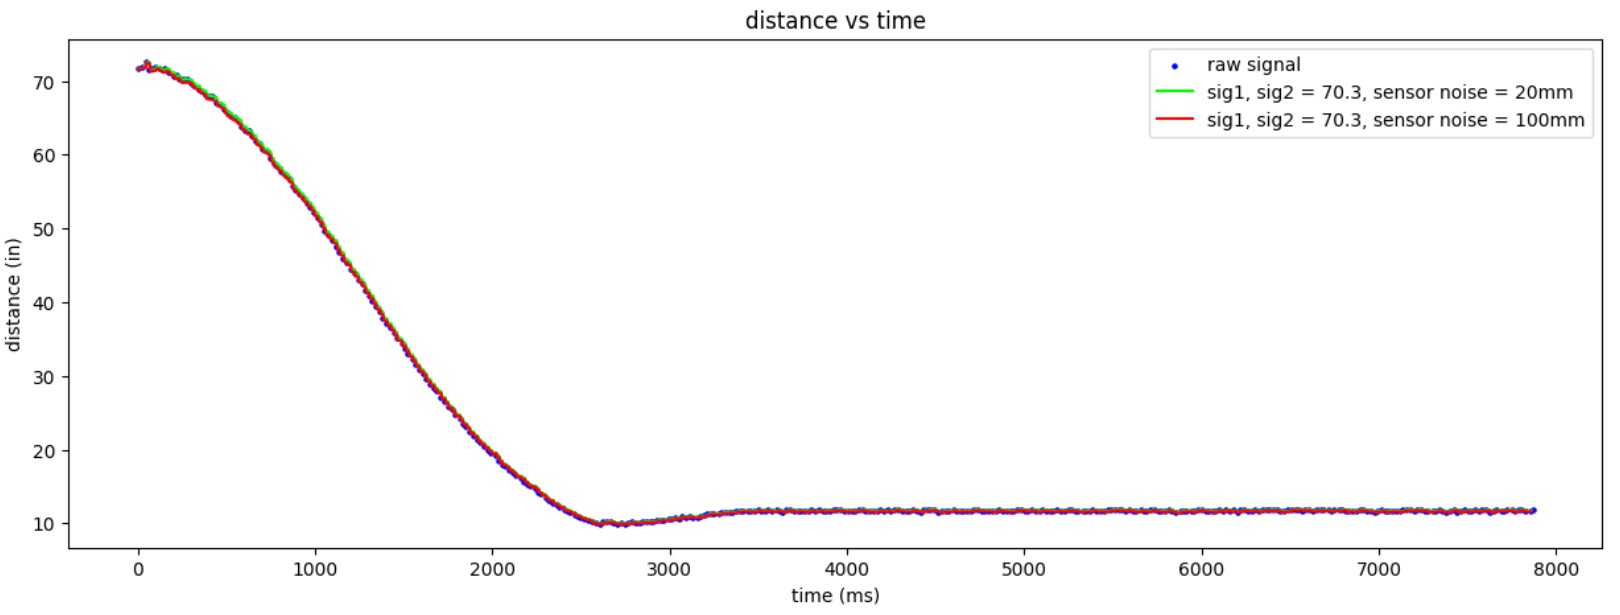 distance vs time
raw signal
sig1, sig2 = 70.3, sensor noise = 20mm
sig1, sig2 = 70.3, sensor noise = 100mm
distance (in)
70
60
50
40
30
20
10
0 1000 2000 3000 4000 5000 6000 7000 8000
time (ms)